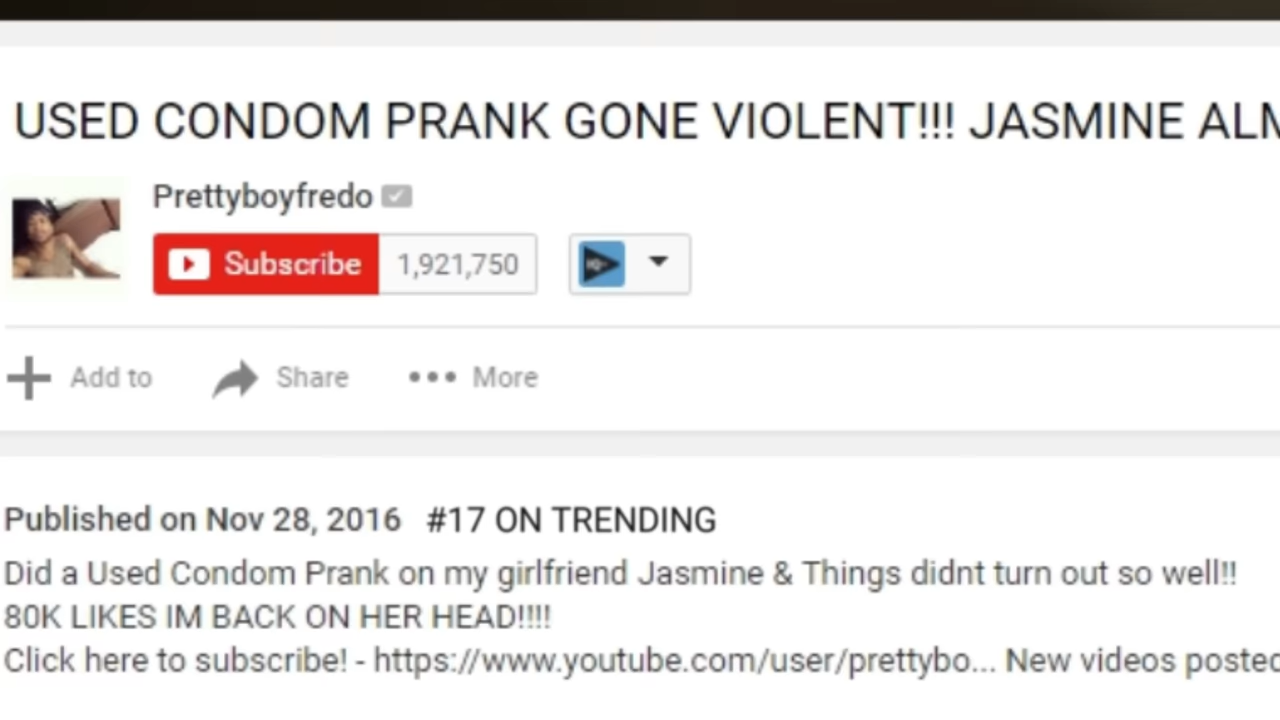 USED CONDOM PRANK GONE VIOLENT!!! JASMINE ALM
Prettyboyfredo
Subscribe 1,921,750
Add to Share More
Published on Nov 28, 2016 #17 ON TRENDING
Did a Used Condom Prank on my girlfriend Jasmine & Things didnt turn out so well!!
80K LIKES IM BACK ON HER HEAD!!!!
Click here to subscribe! - https://www.youtube.com/user/prettybo... New videos posted